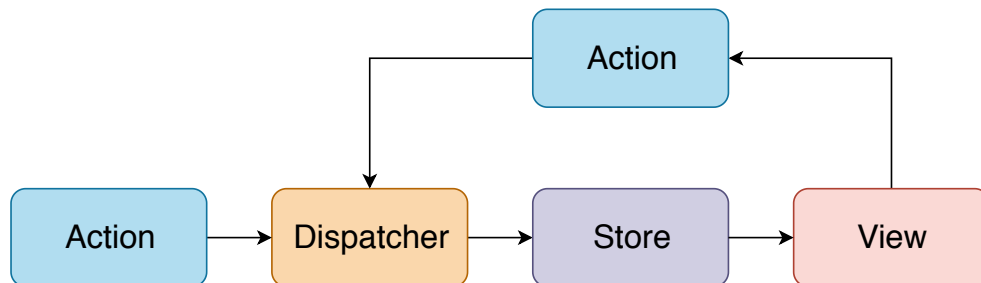 Action
Action
Dispatcher
Store
View